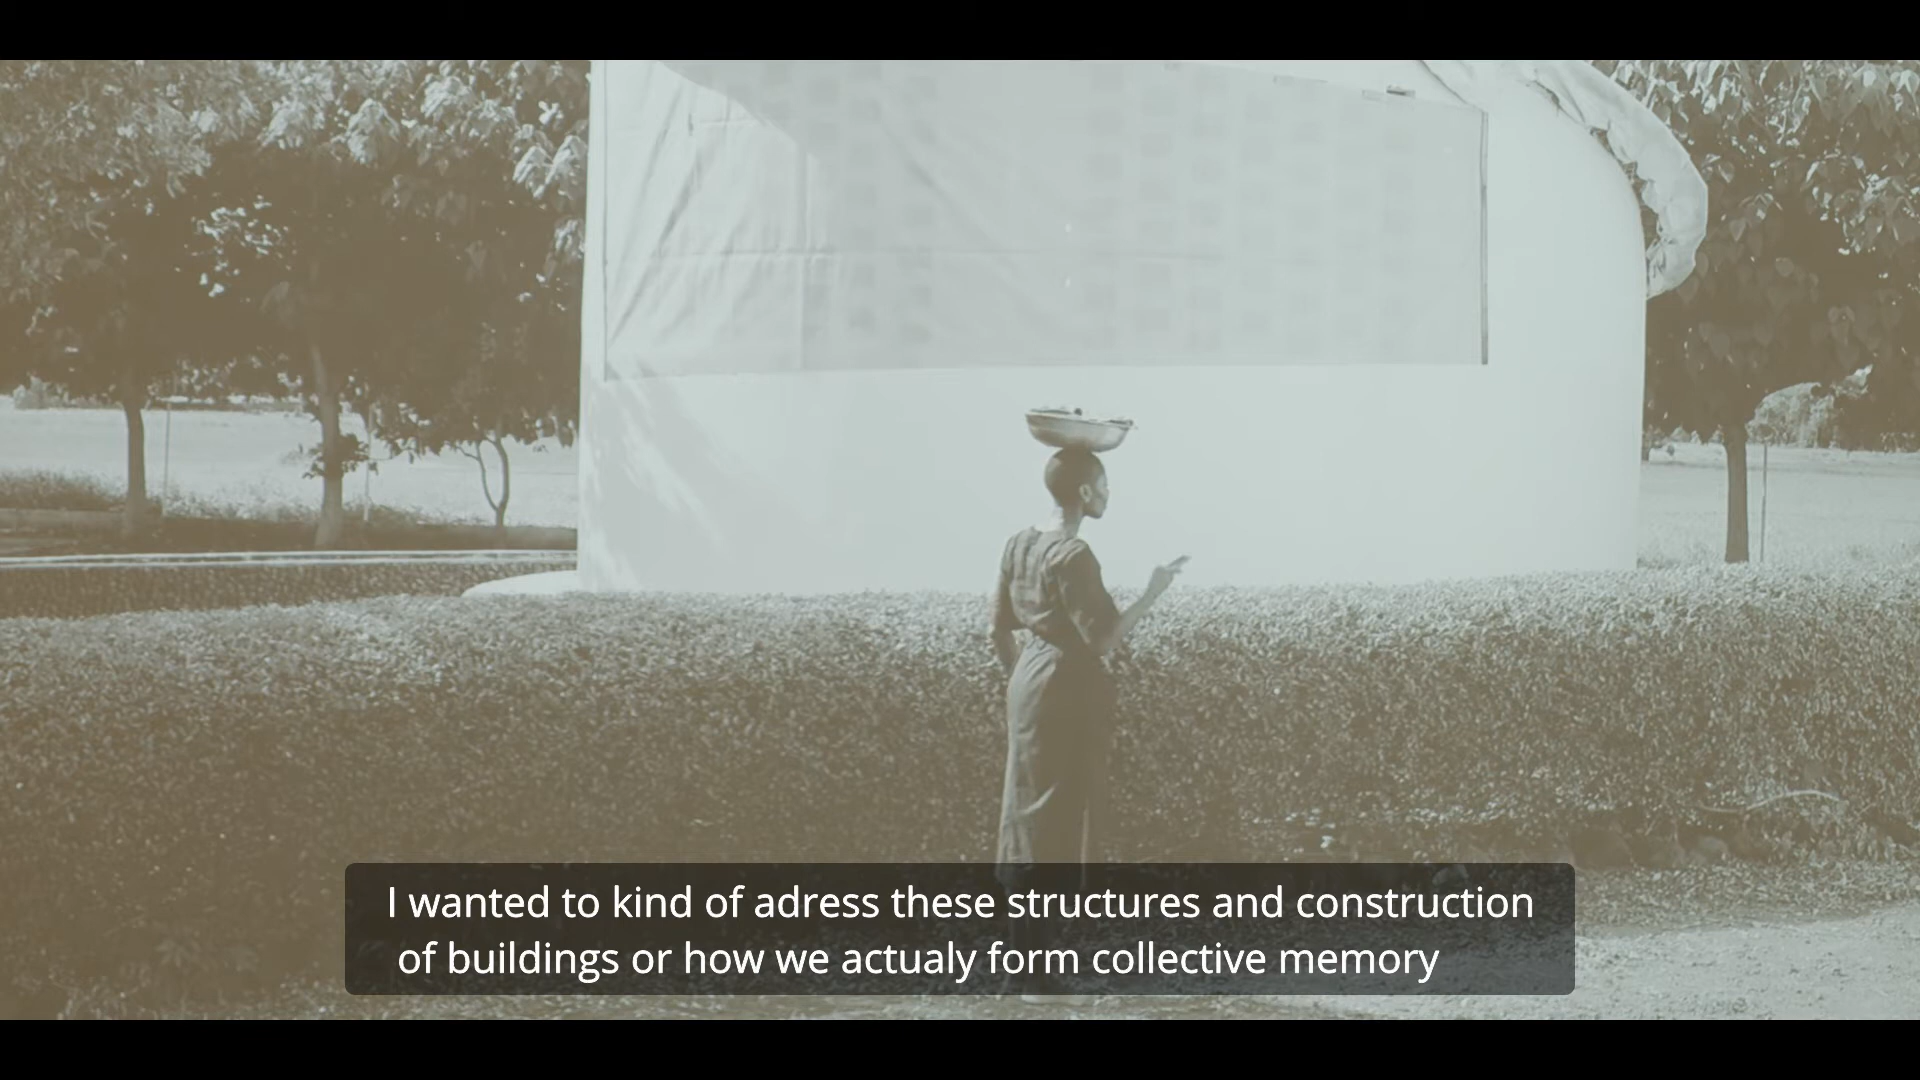 I wanted to kind of adress these structures and construction
of buildings or how we actualy form collective memory